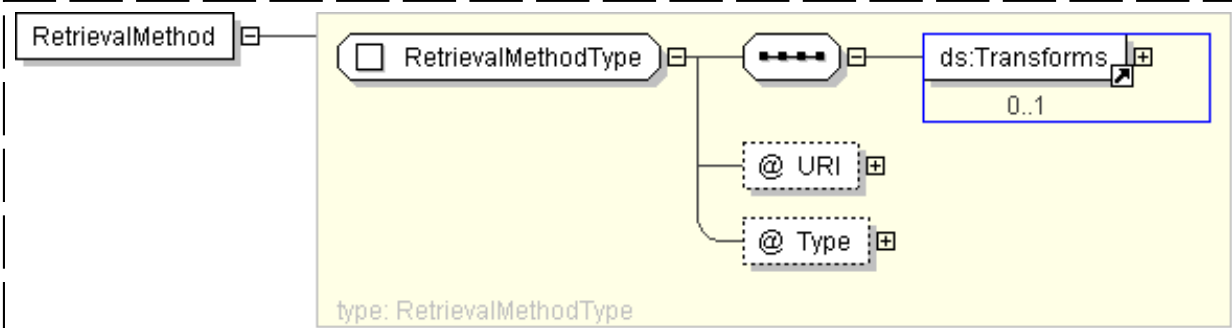 RetrievalMethod
RetrievalMethodType
ds:Transforms
0..1
@ URI
@ Type
type: RetrievalMethodType